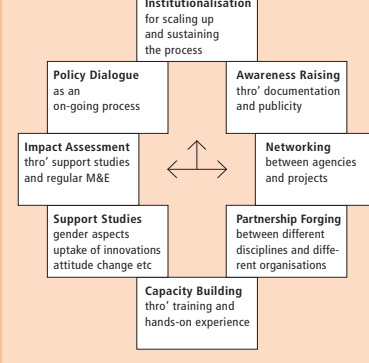 Institutionalisation
for scaling up
and sustaining
the process
Policy Dialogue
as an
on-going process
Awareness Raising
thro' documentation
and publicity
Impact Assessment
thro' support studies
and regular M&E
Networking
between agencies
and projects
Support Studies
gender aspects
uptake of innovations
attitude change etc
Partnership Forging
between different
disciplines and diffe-
rent organisations
Capacity Building
thro' training and
hands-on experience